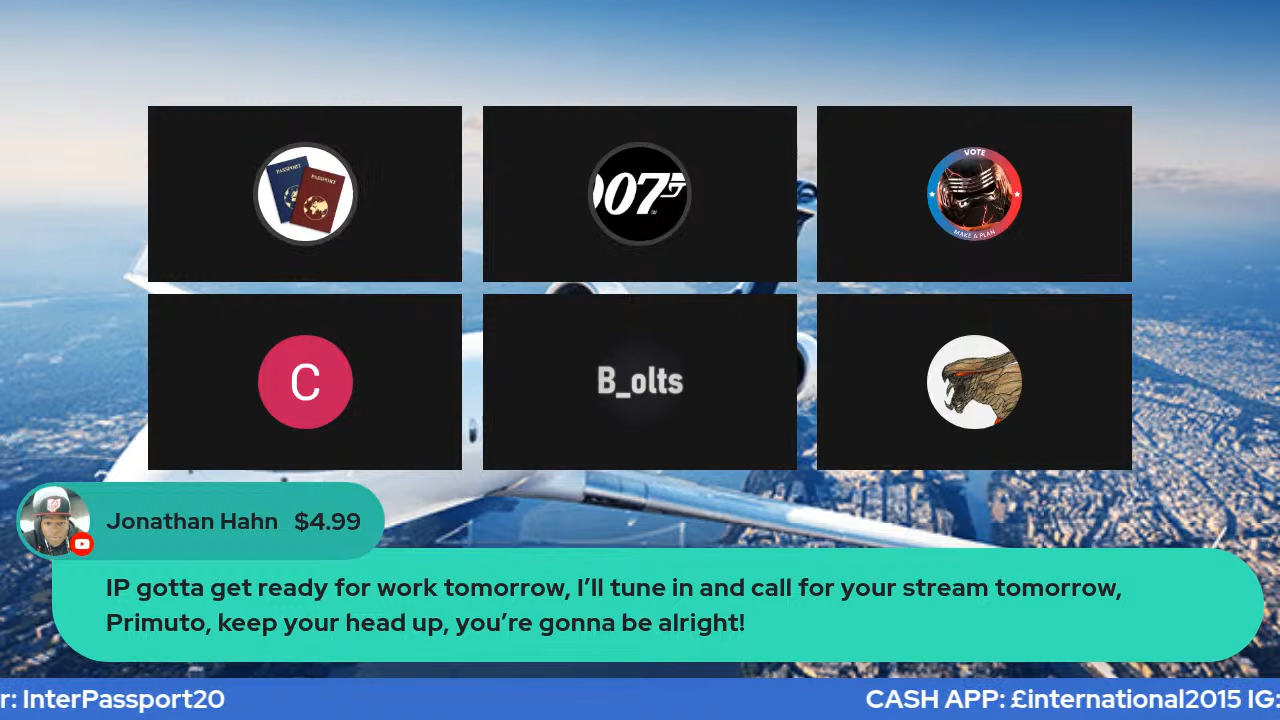 PASSPORT
PASSPORT
007
VOTE
MAKE A PLAN
C
B_olts
Jonathan Hahn $4.99
IP gotta get ready for work tomorrow, I’ll tune in and call for your stream tomorrow,
Primuto, keep your head up, you’re gonna be alright!
r: InterPassport20 CASH APP: £international2015 IG: